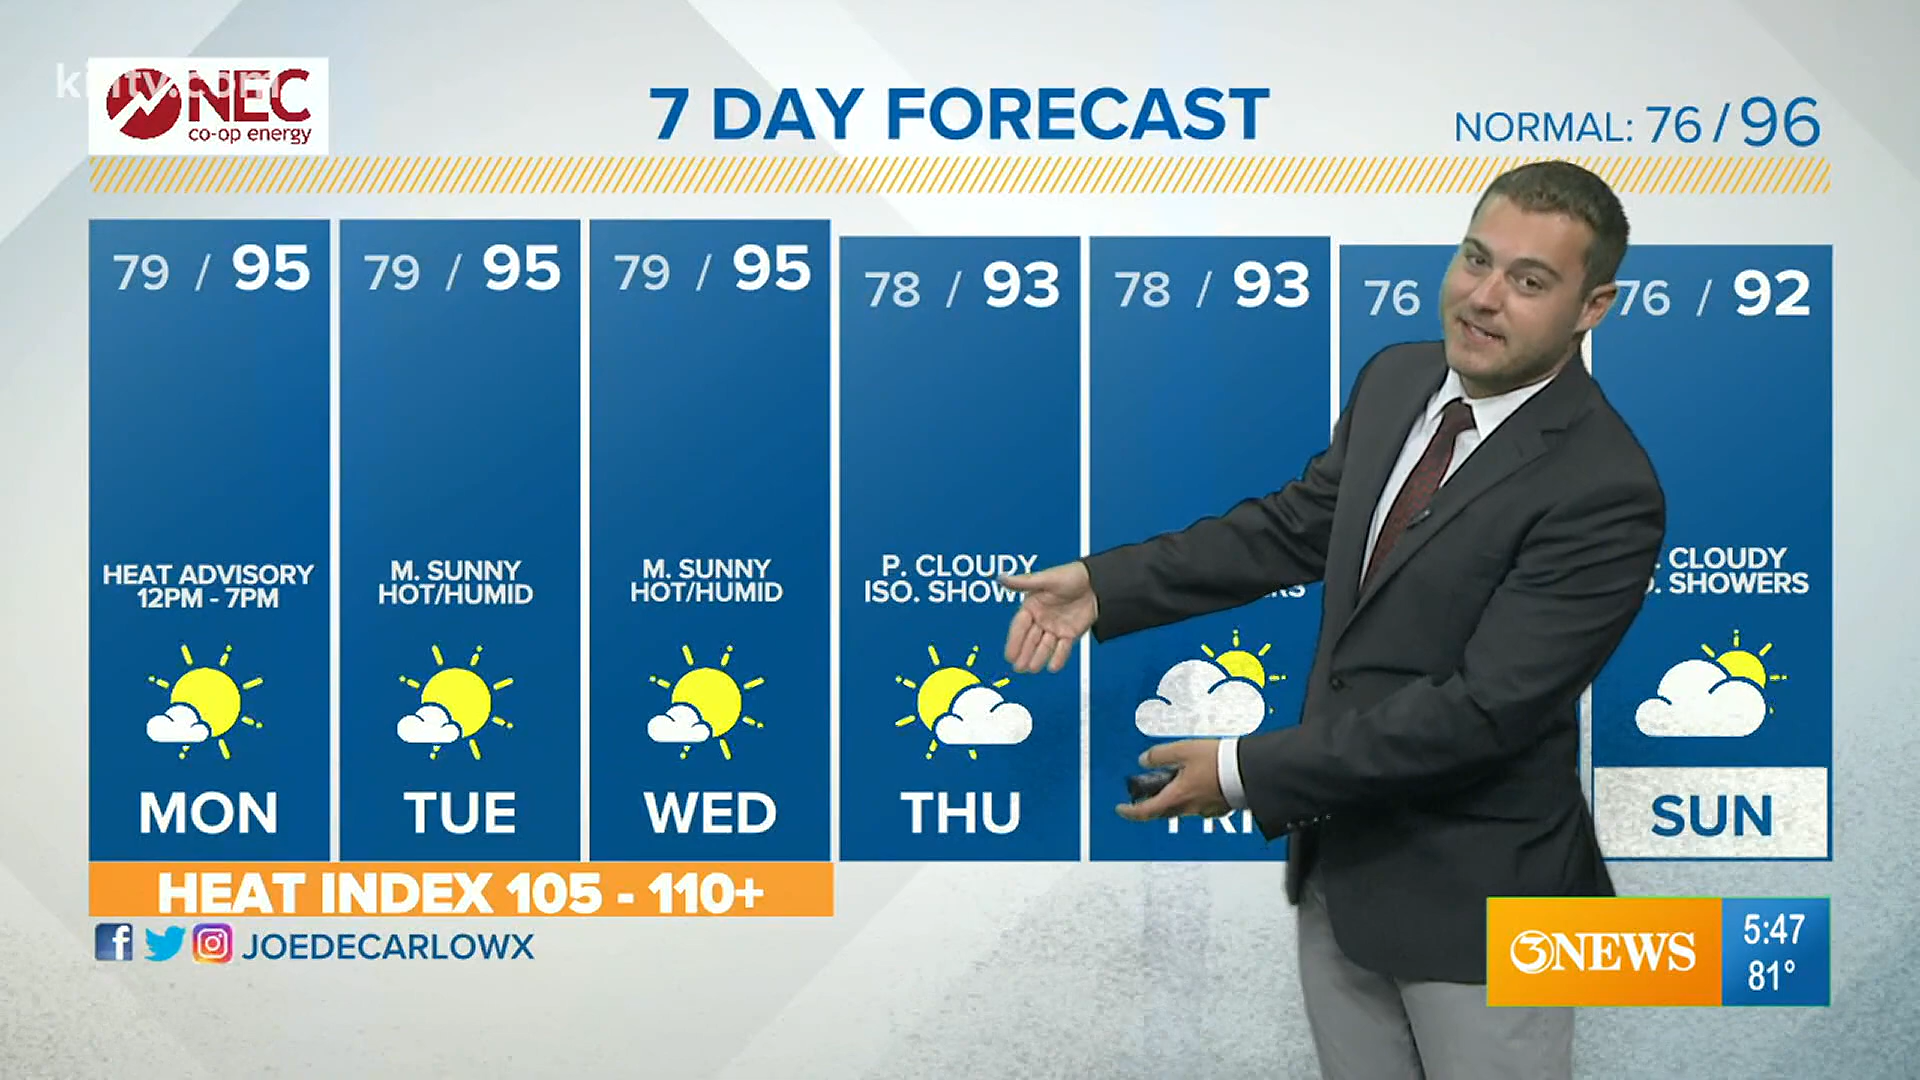 NEC
co-op energy
7 DAY FORECAST
NORMAL: 76 / 96
79 / 95
79 / 95
79 / 95
78 / 93
78 / 93
76
76 / 92
HEAT ADVISORY
12PM - 7PM
M. SUNNY
HOT/HUMID
M. SUNNY
HOT/HUMID
P. CLOUDY
ISO.
CLOUDY
SHOWERS
MON
TUE
WED
THU
FRI
SUN
HEAT INDEX 105 - 110+
JOEDECARLOWX
3NEWS
5:47
81°